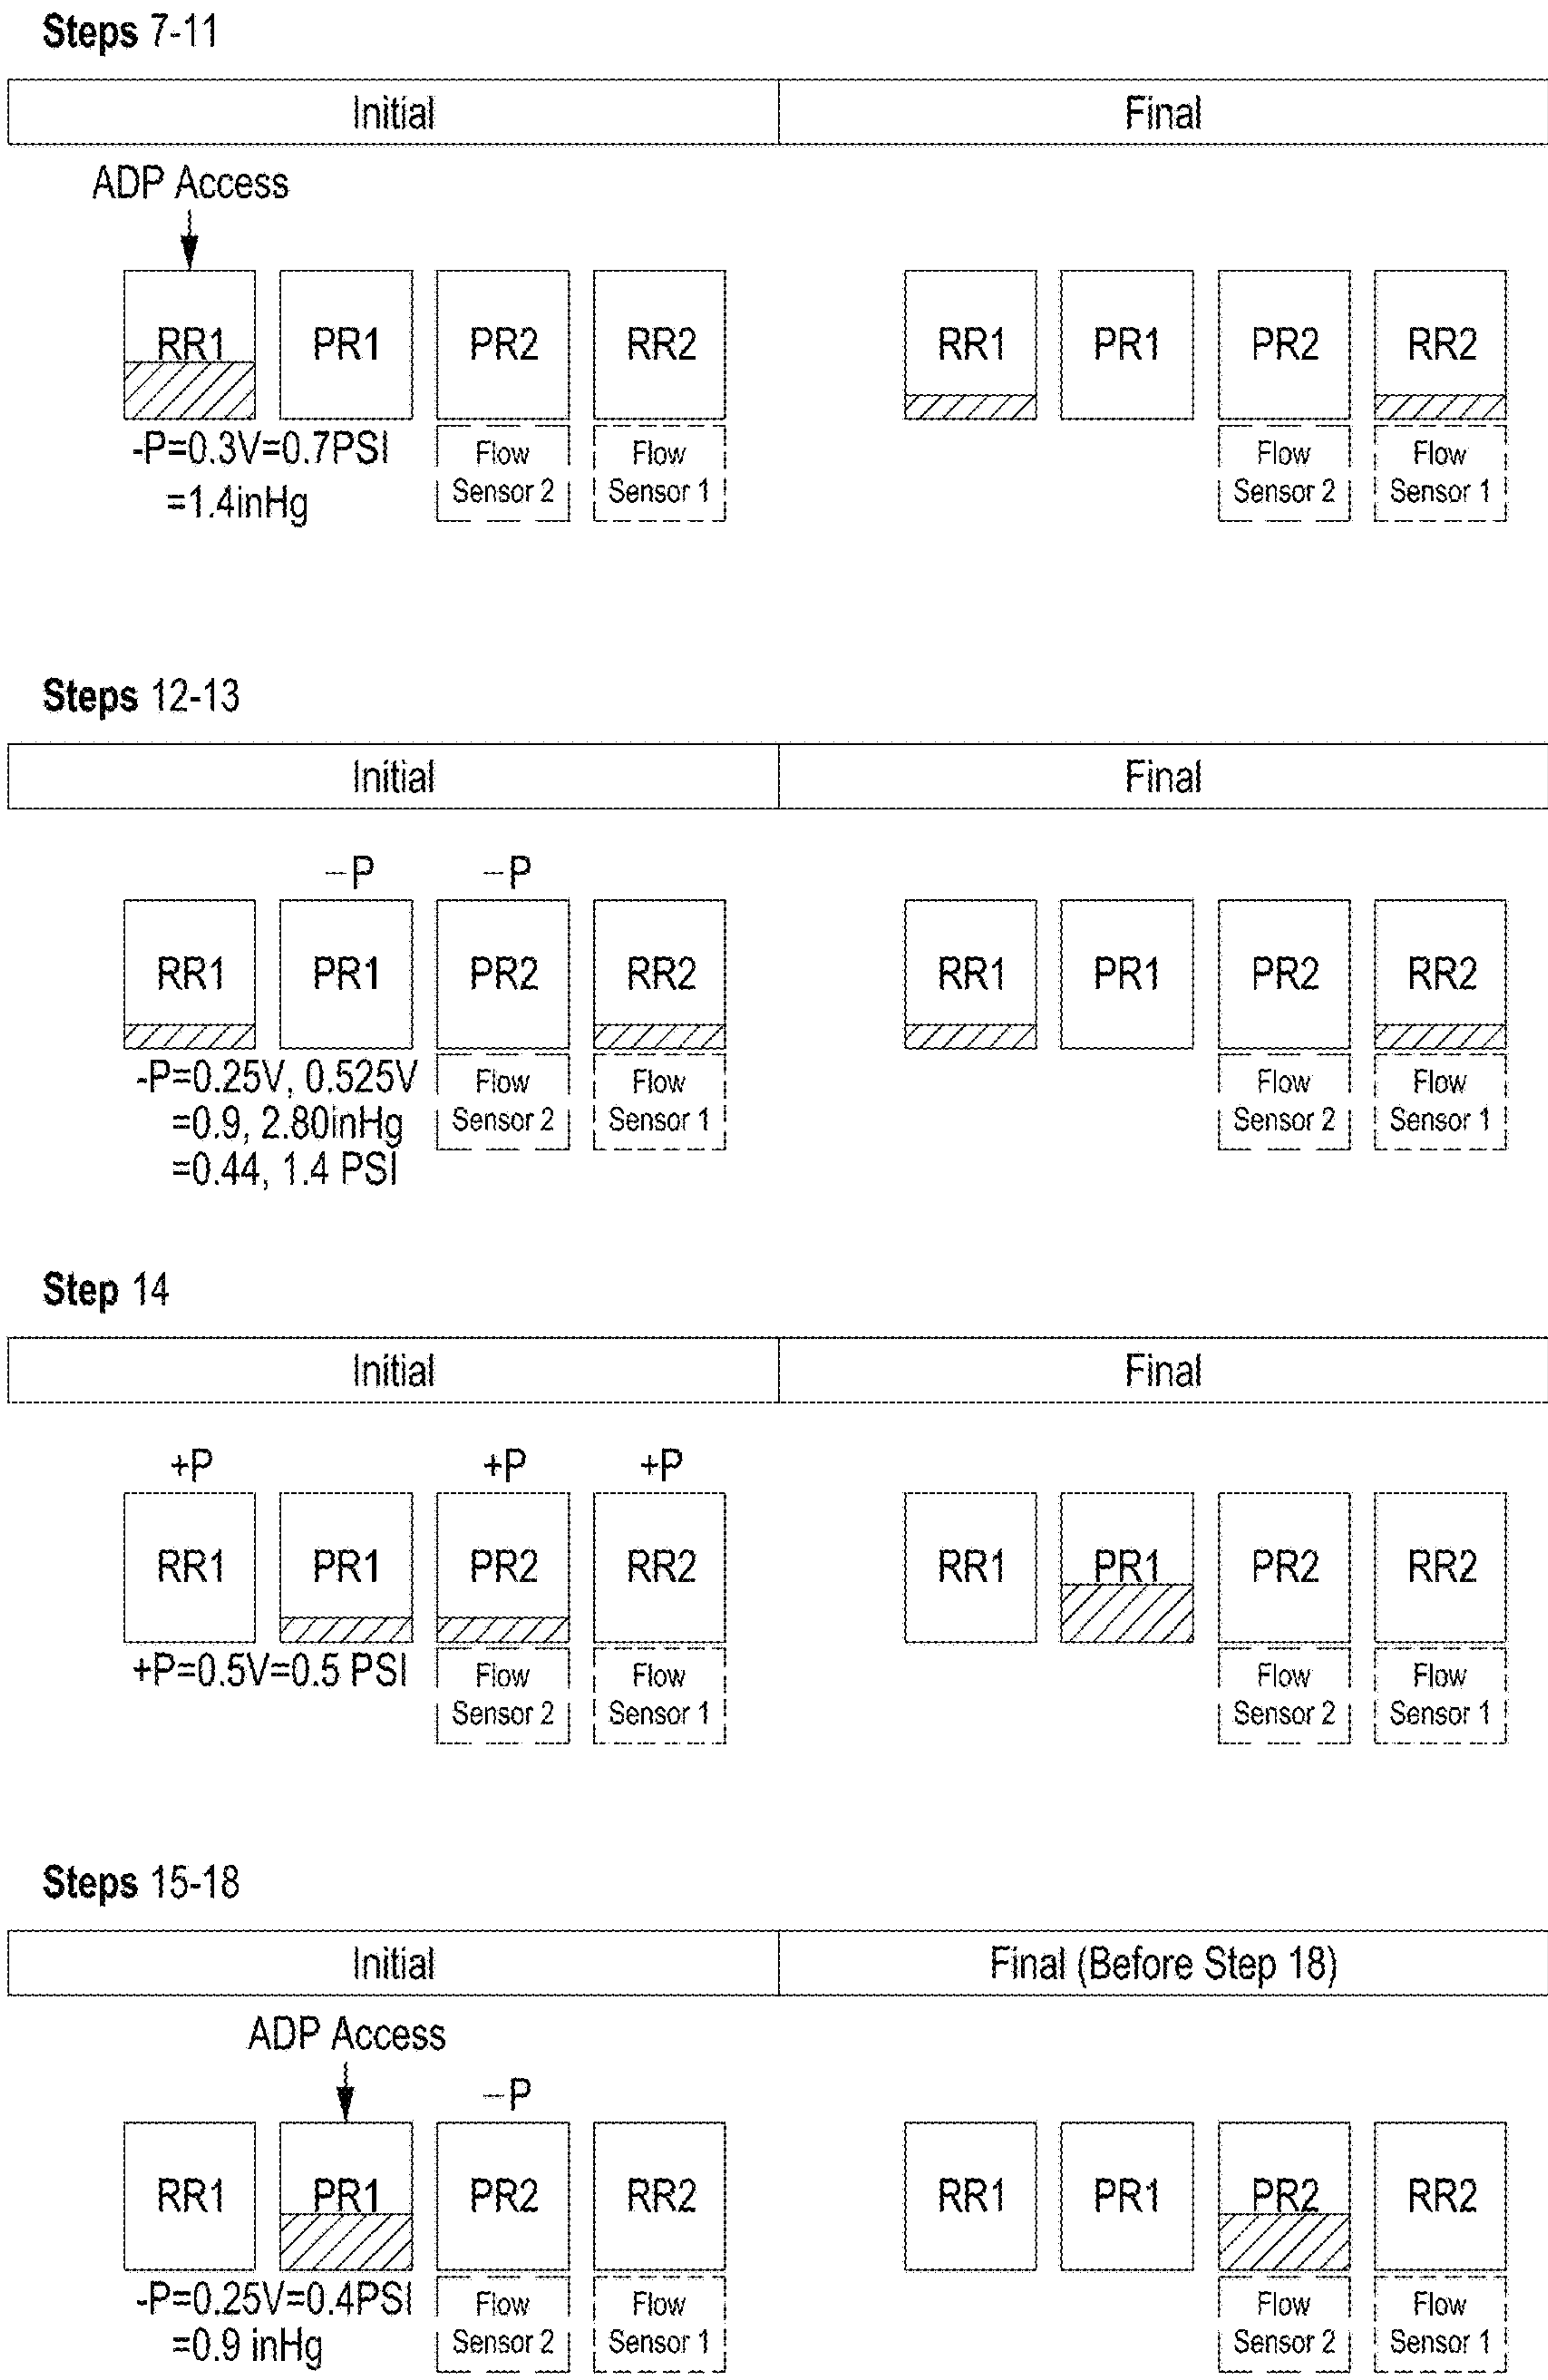 Steps 7-11
Initial Final
ADP Access
RR1 PR1 PR2 RR2 RR1 PR1 PR2 RR2
-P=0.3V=0.7PSI
=1.4inHg
Flow Flow Flow Flow
Sensor 2 Sensor 1 Sensor 2 Sensor 1
Steps 12-13
Initial Final
–P –P
RR1 PR1 PR2 RR2 RR1 PR1 PR2 RR2
-P=0.25V, 0.525V
=0.9, 2.80inHg
=0.44, 1.4 PSI
Flow Flow Flow Flow
Sensor 2 Sensor 1 Sensor 2 Sensor 1
Step 14
Initial Final
+P +P +P
RR1 PR1 PR2 RR2 RR1 PR1 PR2 RR2
+P=0.5V=0.5 PSI
Flow Flow Flow Flow
Sensor 2 Sensor 1 Sensor 2 Sensor 1
Steps 15-18
Initial Final (Before Step 18)
ADP Access
–P
RR1 PR1 PR2 RR2 RR1 PR1 PR2 RR2
-P=0.25V=0.4PSI
=0.9 inHg
Flow Flow Flow Flow
Sensor 2 Sensor 1 Sensor 2 Sensor 1